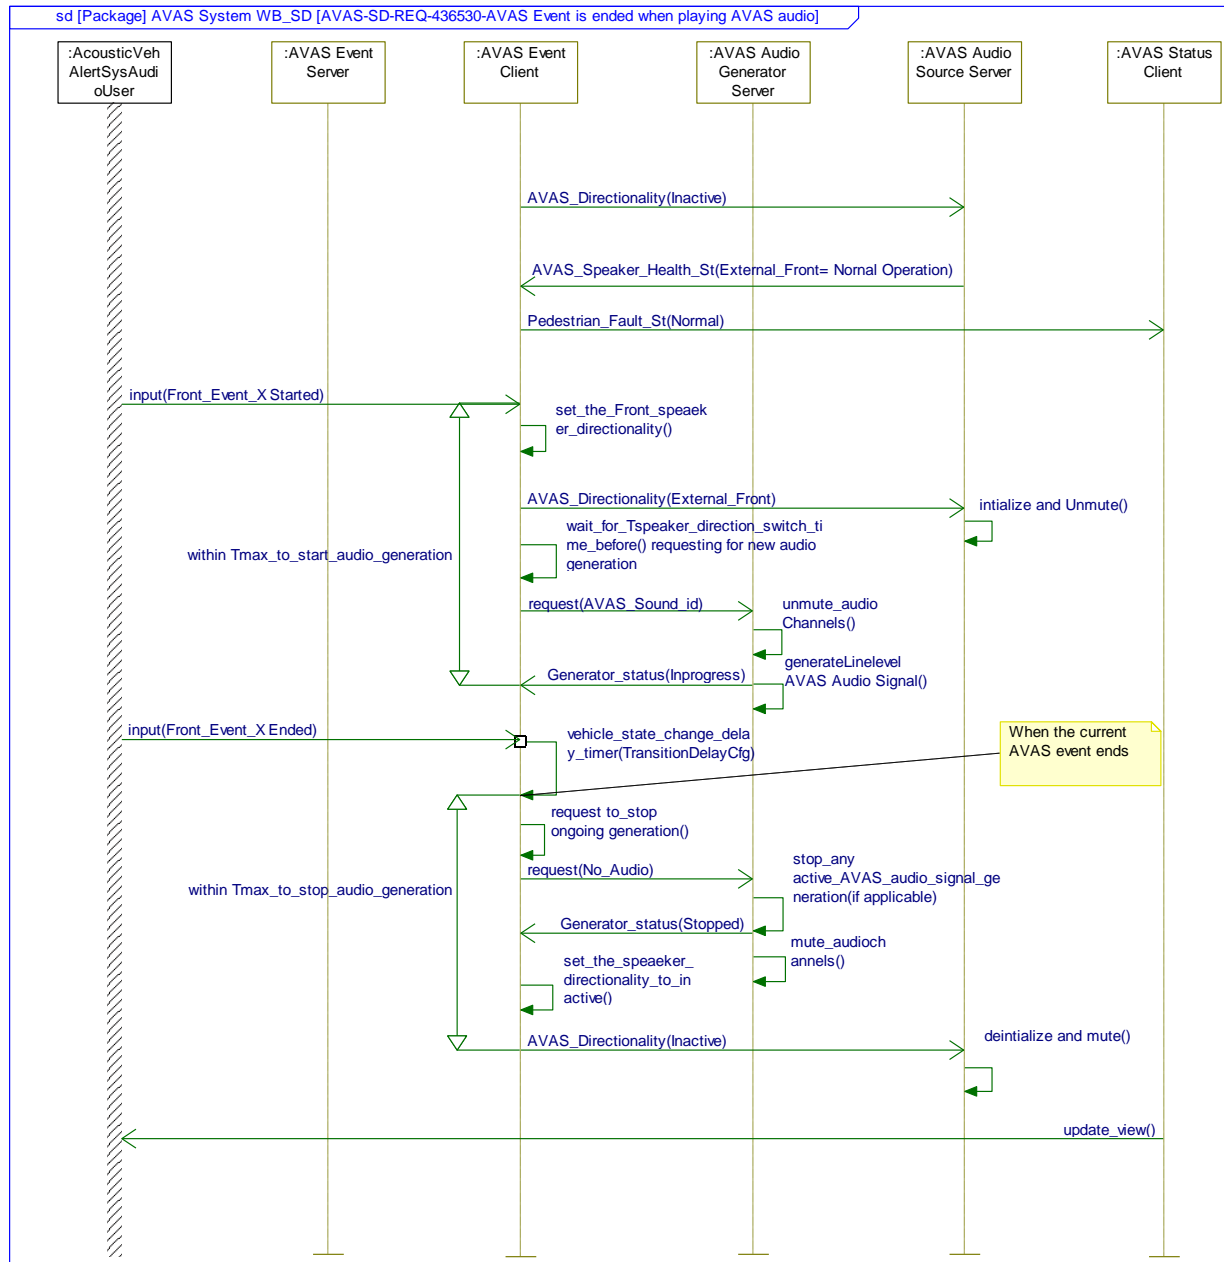 sd [Package] AVAS System WB_SD [AVAS-SD-REQ-436530-AVAS Event is ended when playing AVAS audio]
:AcousticVeh
AlertSysAudi
oUser
:AVAS Event
Server
:AVAS Event
Client
:AVAS Audio
Generator
Server
:AVAS Audio
Source Server
:AVAS Status
Client
AVAS_Directionality(Inactive)
AVAS_Speaker_Health_St(External_Front= Nornal Operation)
Pedestrian_Fault_St(Normal)
input(Front_Event_X Started)
set_the_Front_speaek
er_directionality()
AVAS_Directionality(External_Front)
intialize and Unmute()
wait_for_Tspeaker_direction_switch_ti
me_before() requesting for new audio
generation
within Tmax_to_start_audio_generation
request(AVAS_Sound_id)
unmute_audio
Channels()
Generator_status(Inprogress)
generateLinelevel
AVAS Audio Signal()
input(Front_Event_X Ended)
vehicle_state_change_dela
y_timer(TransitionDelayCfg)
When the current
AVAS event ends
request to_stop
ongoing generation()
request(No_Audio)
within Tmax_to_stop_audio_generation
stop_any
active_AVAS_audio_signal_ge
neration(if applicable)
Generator_status(Stopped)
mute_audioch
annels()
set_the_speaeker_
directionality_to_in
active()
AVAS_Directionality(Inactive)
deintialize and mute()
update_view()